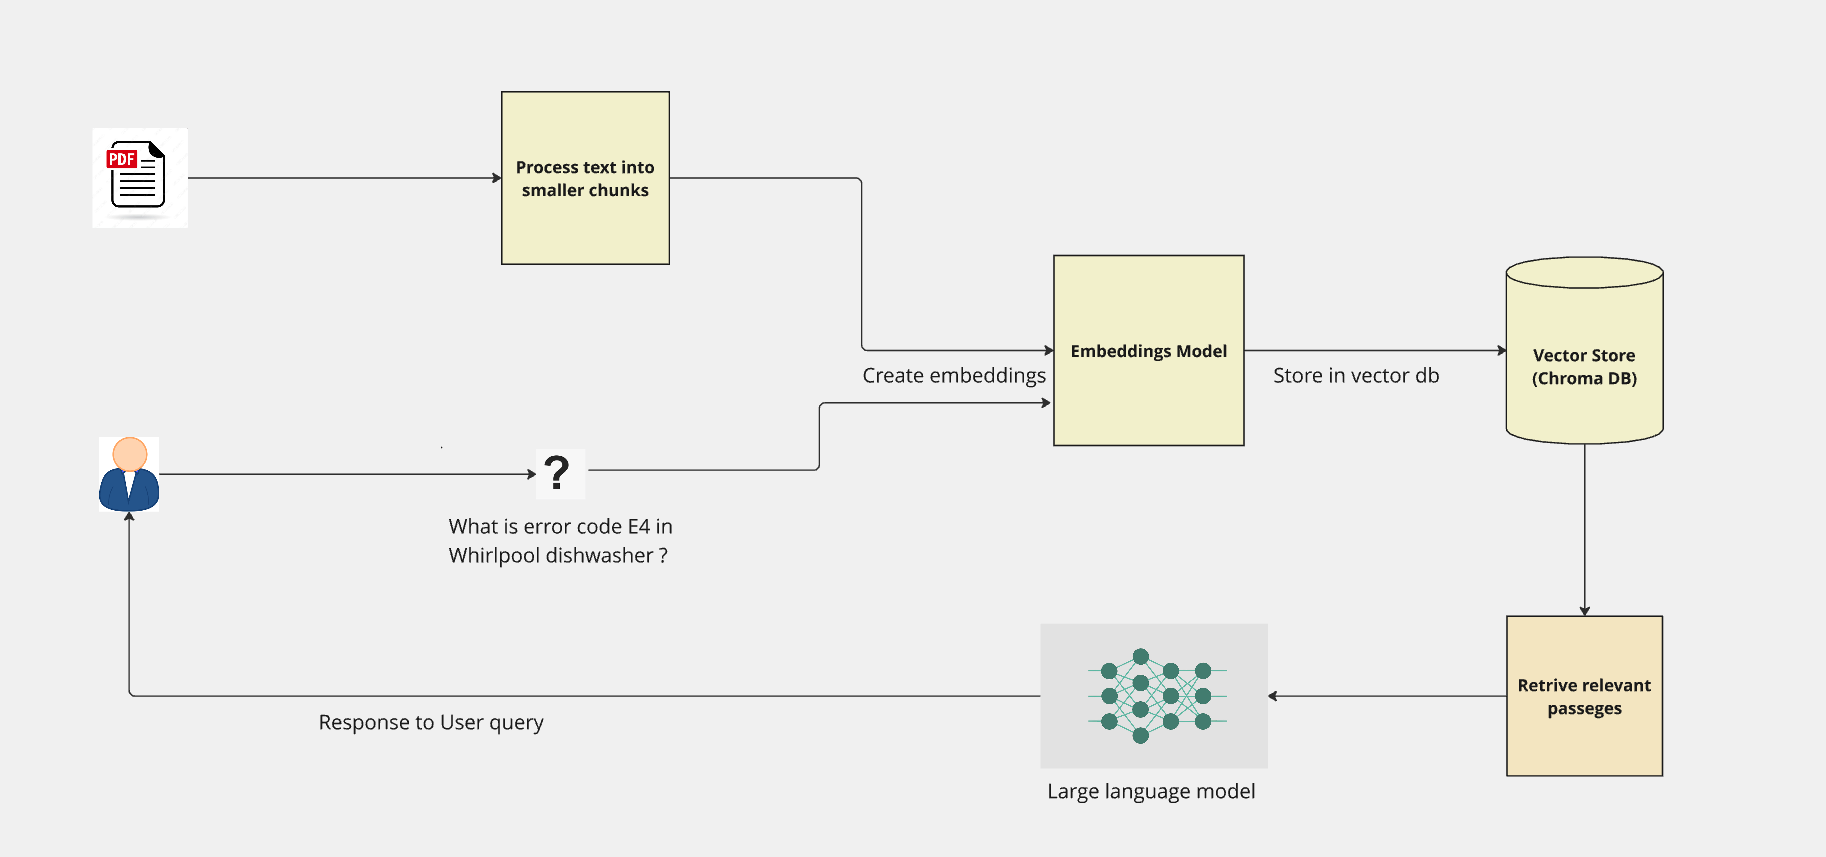 PDF
Process text into
smaller chunks
Embeddings Model
Create embeddings
Store in vector db
Vector Store
(Chroma DB)
?
What is error code E4 in
Whirlpool dishwasher ?
Retrive relevant
passeges
Response to User query
Large language model